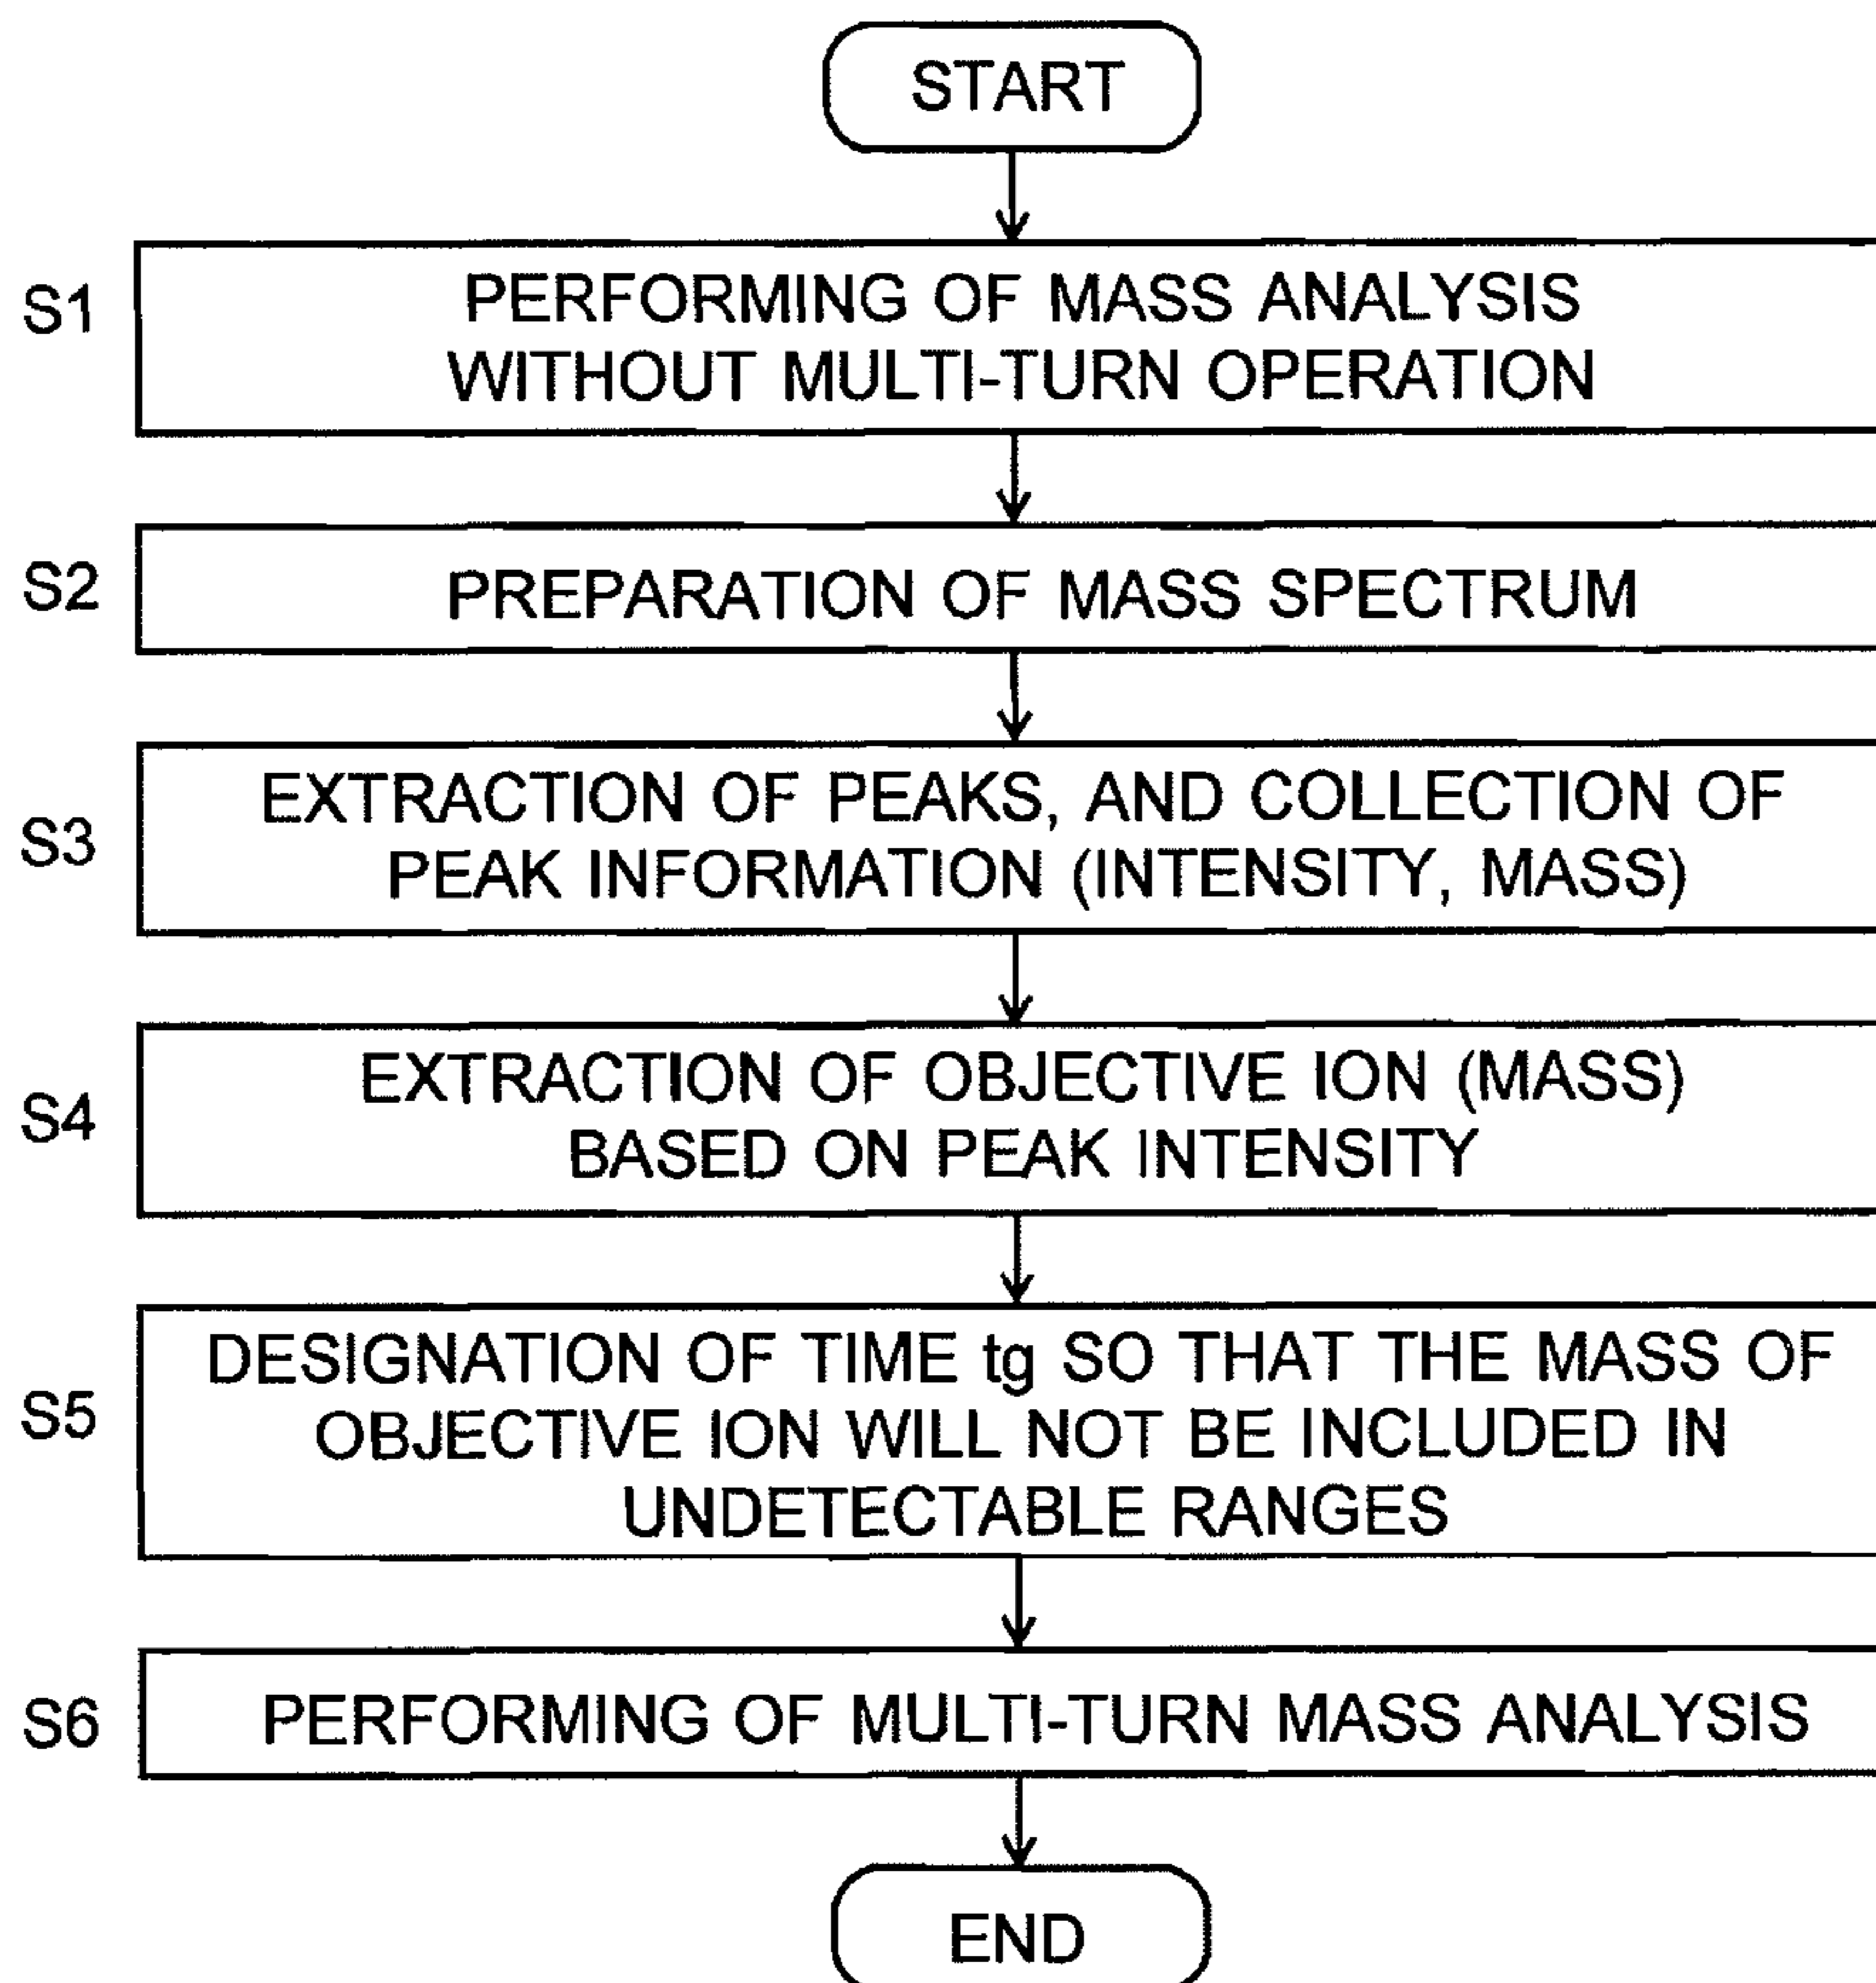 START
S1
PERFORMING OF MASS ANALYSIS
WITHOUT MULTI-TURN OPERATION
S2
PREPARATION OF MASS SPECTRUM
S3
EXTRACTION OF PEAKS, AND COLLECTION OF
PEAK INFORMATION (INTENSITY, MASS)
S4
EXTRACTION OF OBJECTIVE ION (MASS)
BASED ON PEAK INTENSITY
S5
DESIGNATION OF TIME tg SO THAT THE MASS OF
OBJECTIVE ION WILL NOT BE INCLUDED IN
UNDETECTABLE RANGES
S6
PERFORMING OF MULTI-TURN MASS ANALYSIS
END